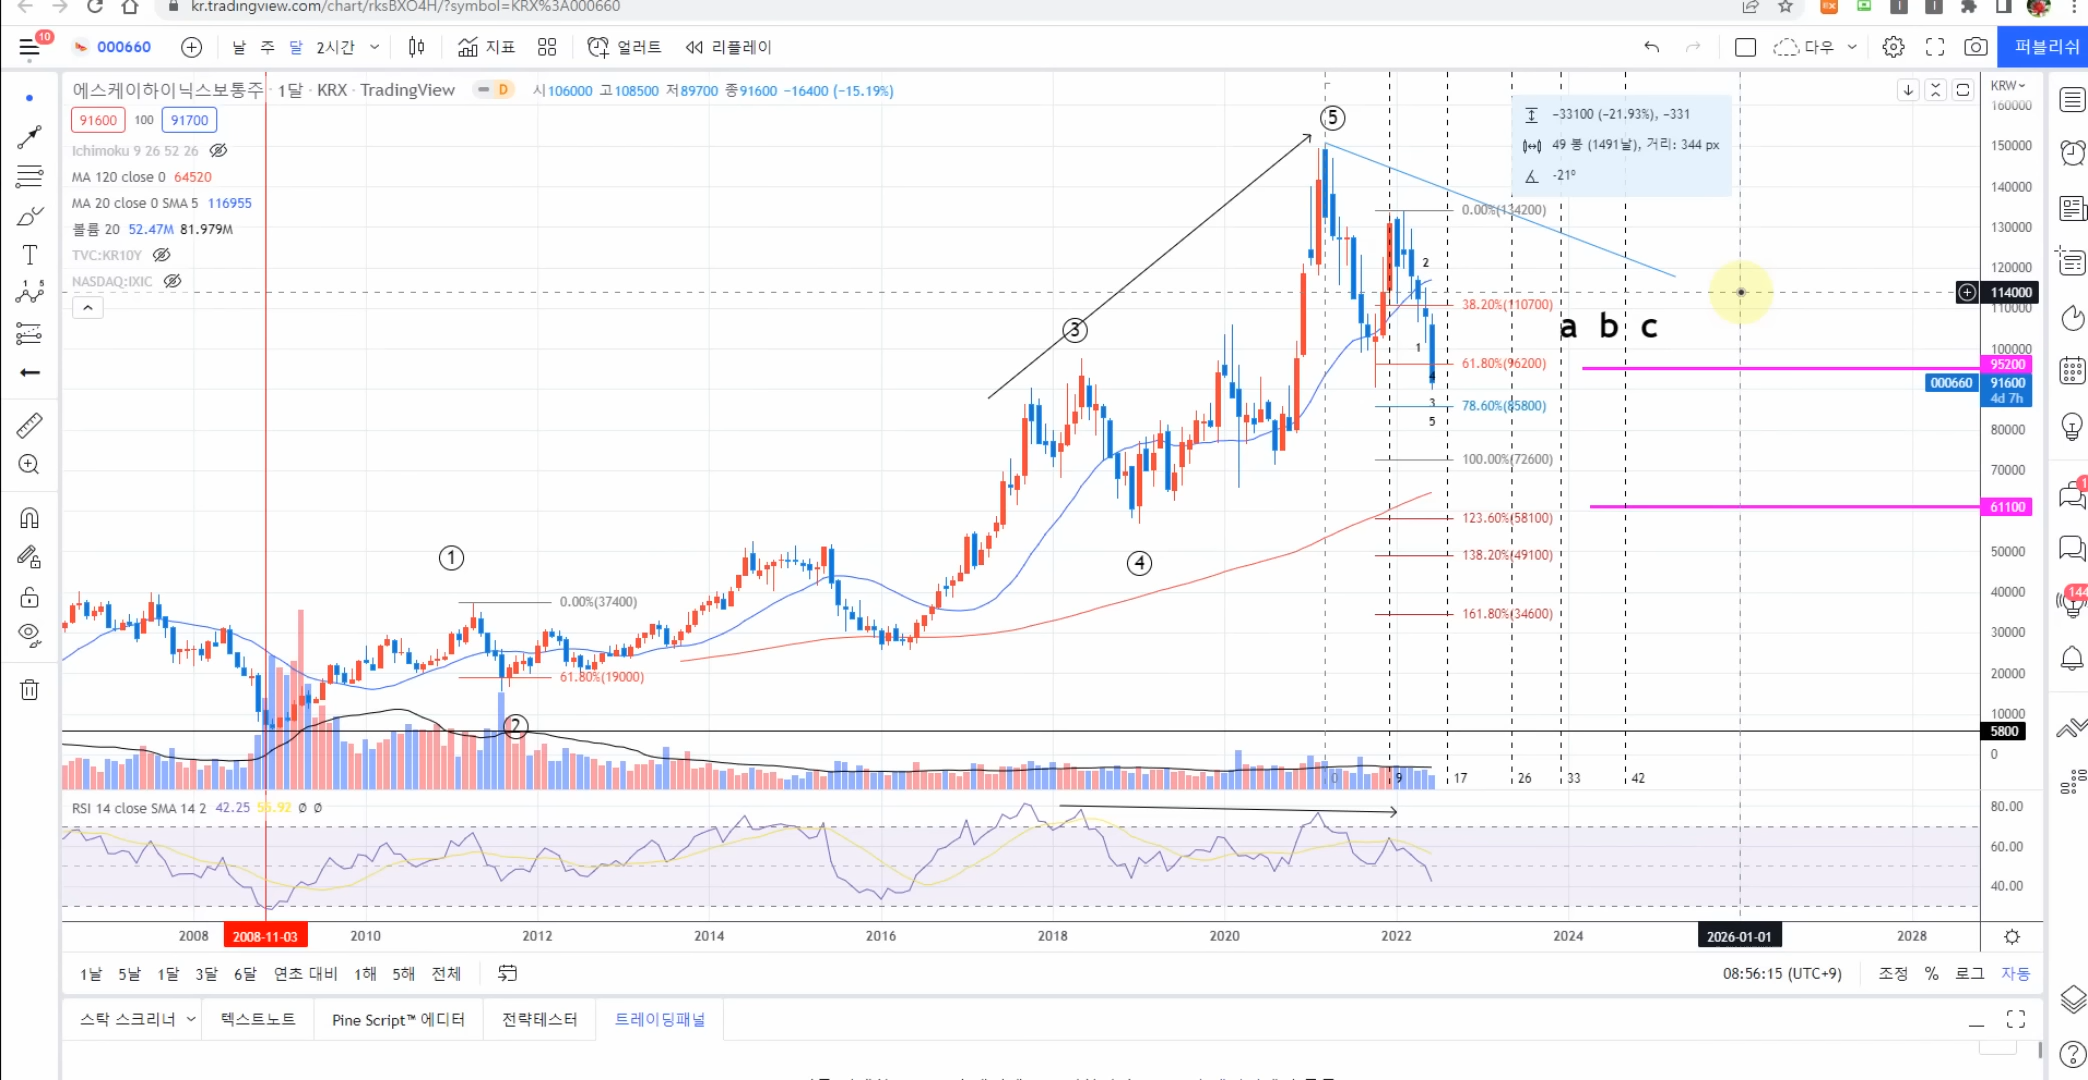 kr.tradingview.com/chart/rksBXO4H/?symbol=KRX%3A000660
10
000660
날 주 달 2시간
지표
얼러트
리플레이
다우
퍼블리쉬
에스케이하이닉스보통주 · 1달 · KRX · TradingView
D
시106000 고108500 저89700 종91600 −16400 (−15.19%)
KRW
91600 100 91700
Ichimoku 9 26 52 26
MA 120 close 0 64520
MA 20 close 0 SMA 5 116955
볼륨 20 52.47M 81.979M
TVC:KR10Y
NASDAQ:IXIC
−33100 (−21.93%), −331
49 봉 (1491날), 거리: 344 px
-21º
160000
150000
140000
130000
120000
114000
110000
100000
95200
000660 91600
4d 7h
80000
70000
61100
50000
40000
30000
20000
10000
5800
0
⑤
③
①
④
②
0.00%(134200)
38.20%(110700)
61.80%(96200)
78.60%(85800)
100.00%(72600)
123.60%(58100)
138.20%(49100)
161.80%(34600)
2
1
4
3
5
a b c
0.00%(37400)
61.80%(19000)
0 9 17 26 33 42
RSI 14 close SMA 14 2 42.25 Ø Ø
80.00
60.00
40.00
2008 2008-11-03 2010 2012 2014 2016 2018 2020 2022 2024 2026-01-01 2028
1날 5날 1달 3달 6달 연초 대비 1해 5해 전체
08:56:15 (UTC+9)
조정 % 로그 자동
스탁 스크리너
텍스트노트
Pine Script™ 에디터
전략테스터
트레이딩패널
144